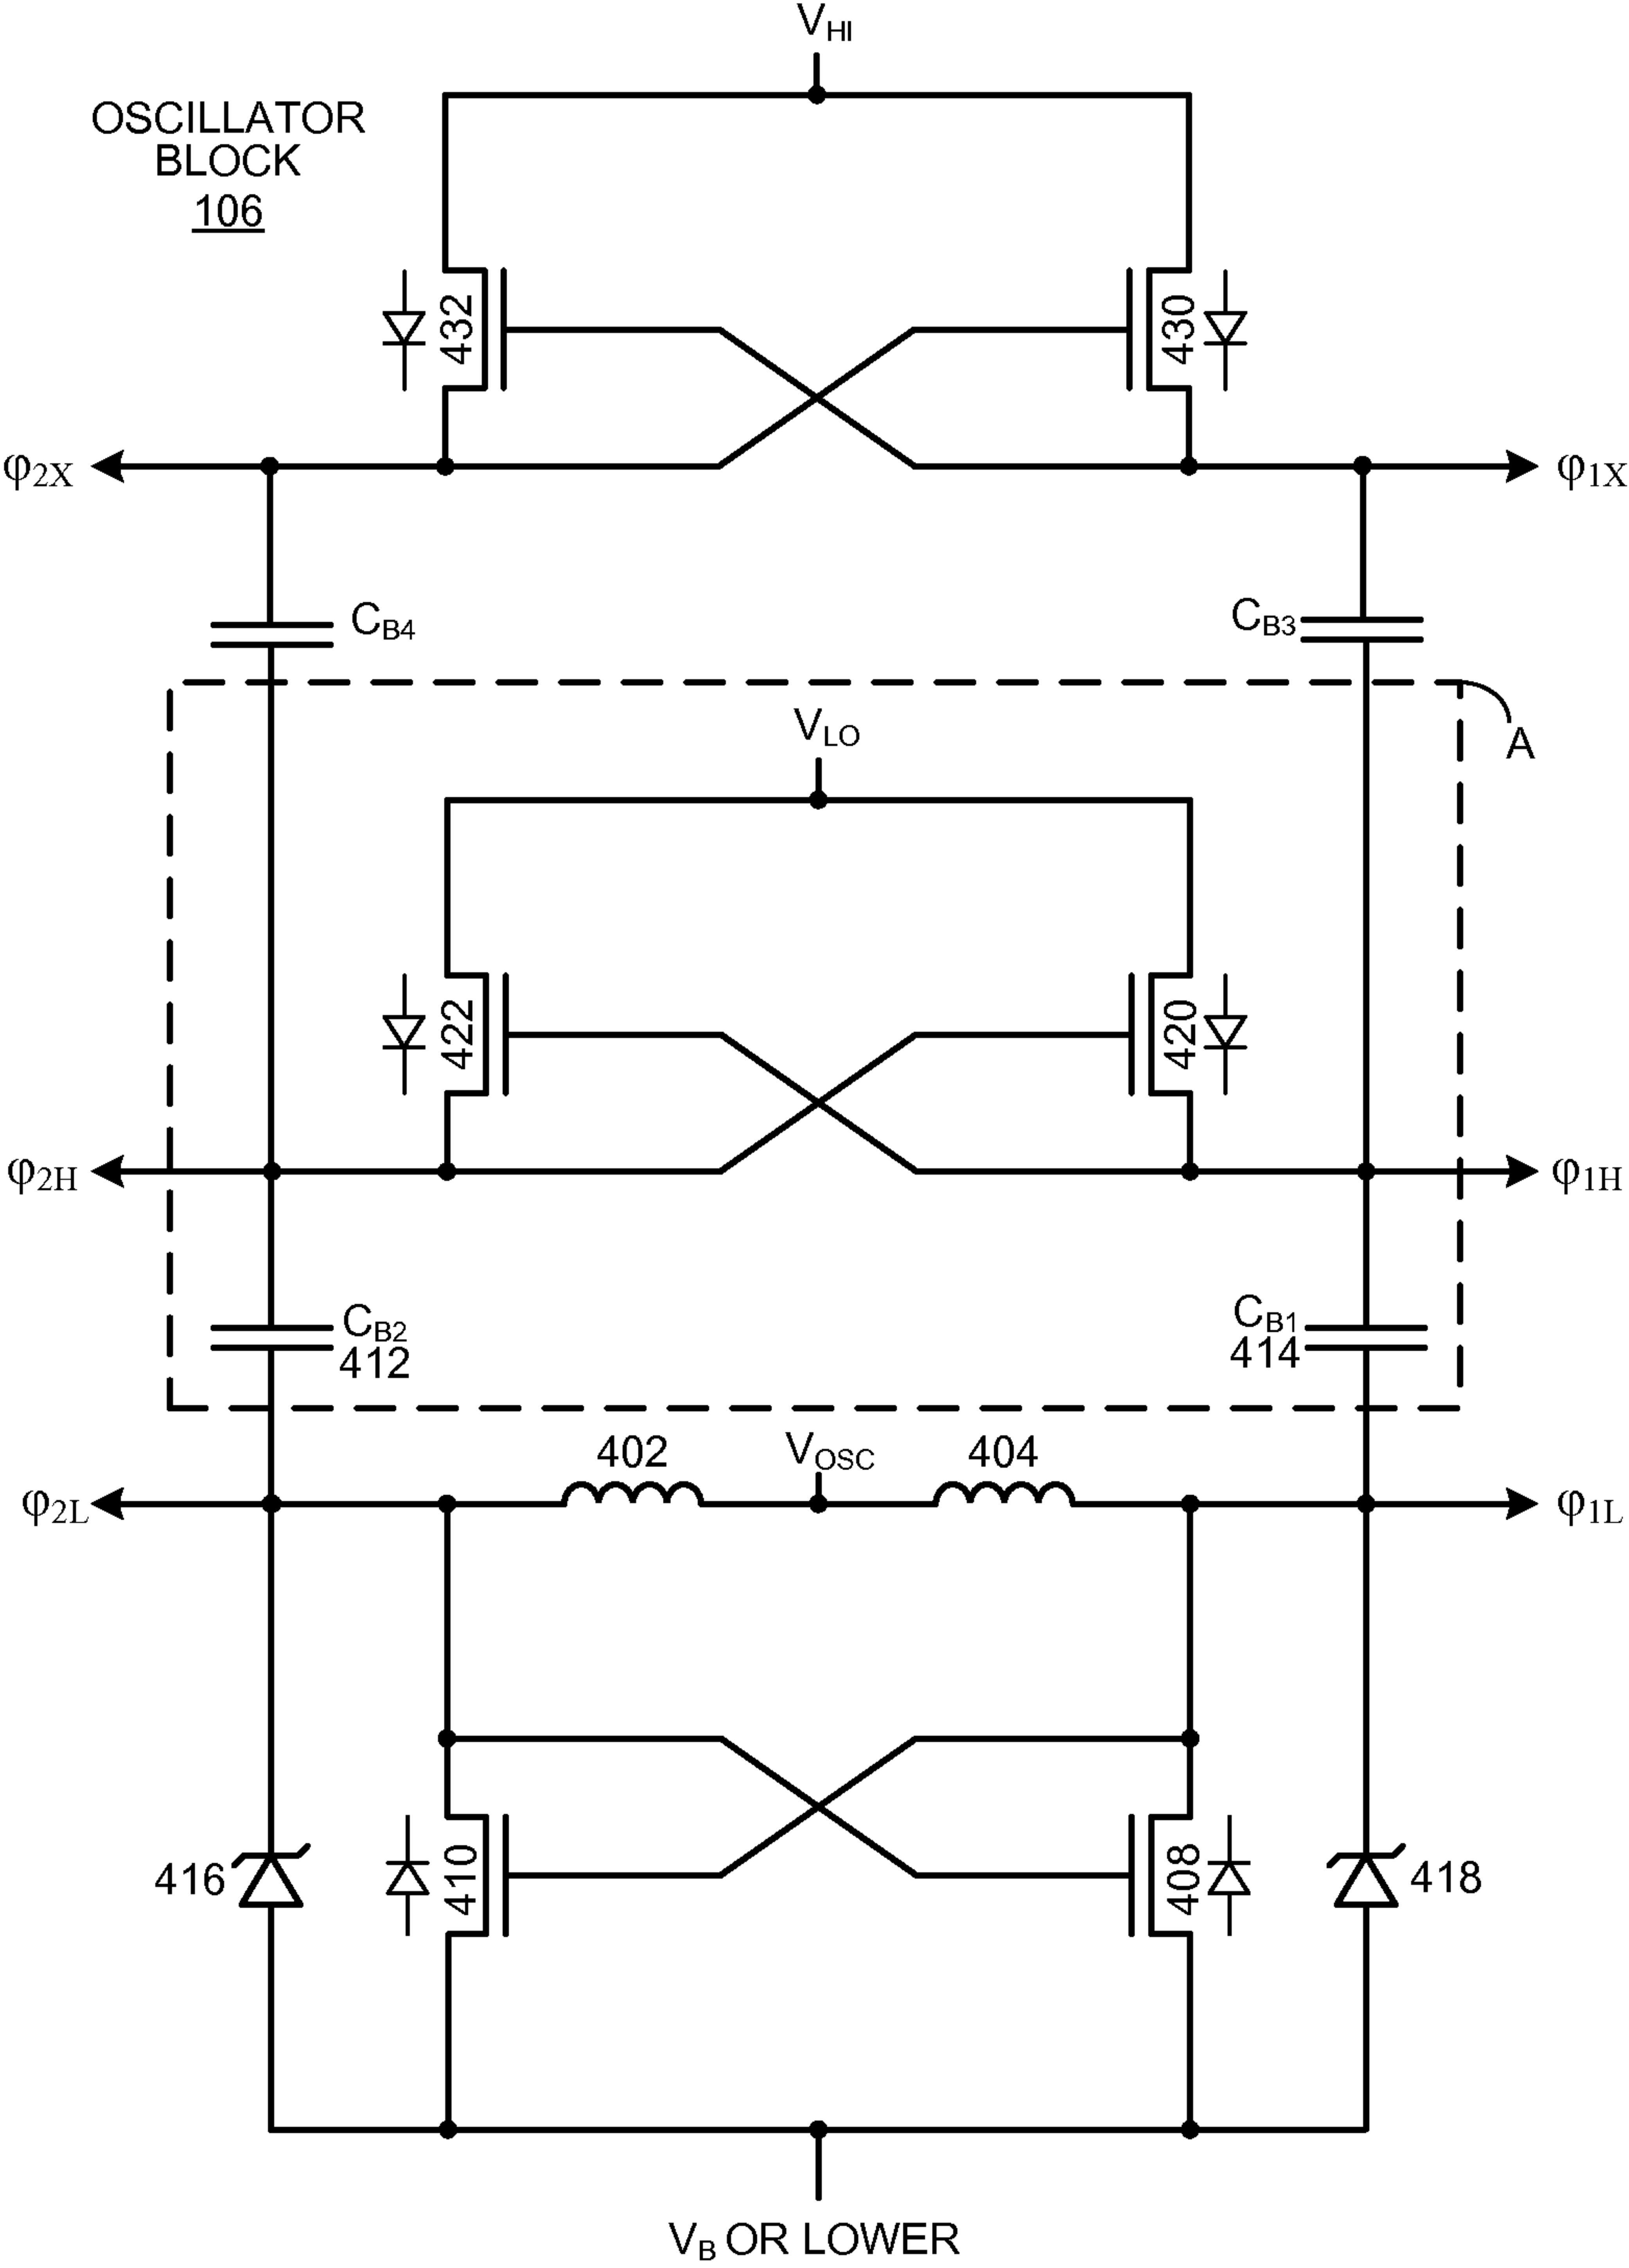 V_HI
OSCILLATOR
BLOCK
106
432
430
φ2X
φ1X
C_B4
C_B3
V_LO
A
422
420
φ2H
φ1H
C_B2
412
C_B1
414
402
V_OSC
404
φ2L
φ1L
416
410
408
418
V_B OR LOWER